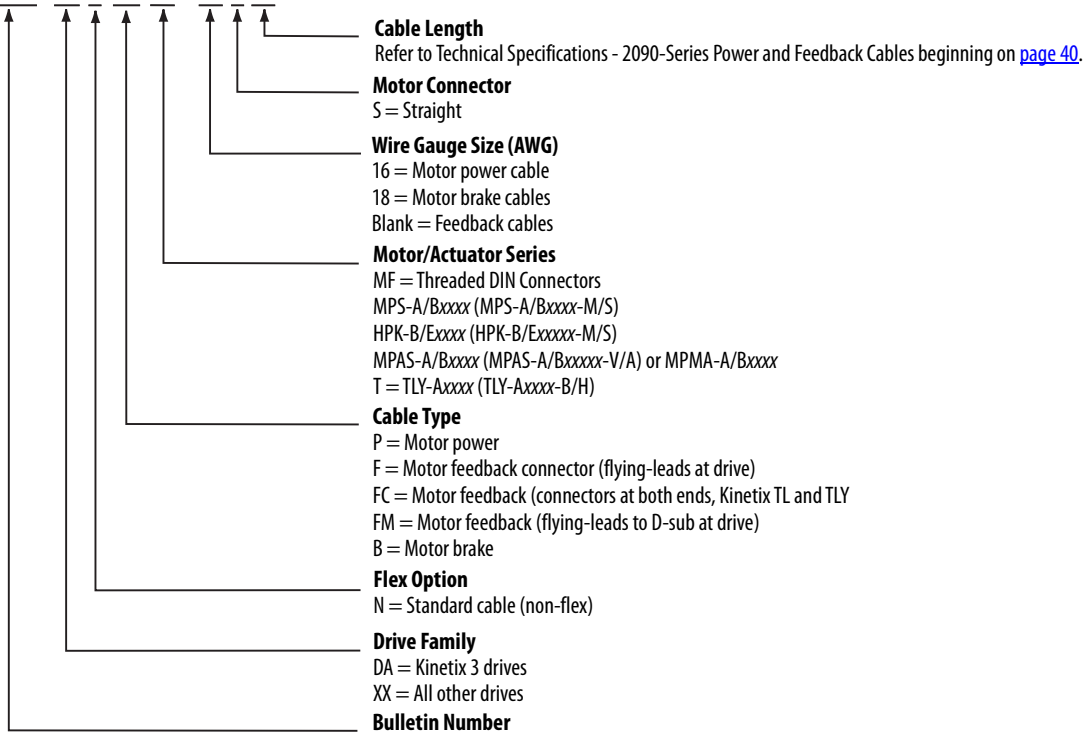 Cable Length
Refer to Technical Specifications - 2090-Series Power and Feedback Cables beginning on page 40.
Motor Connector
S = Straight
Wire Gauge Size (AWG)
16 = Motor power cable
18 = Motor brake cables
Blank = Feedback cables
Motor/Actuator Series
MF = Threaded DIN Connectors
MPS-A/Bxxxx (MPS-A/Bxxxx-M/S)
HPK-B/Exxxx (HPK-B/Exxxxx-M/S)
MPAS-A/Bxxxx (MPAS-A/Bxxxxx-V/A) or MPMA-A/Bxxxx
T = TLY-Axxxx (TLY-Axxxx-B/H)
Cable Type
P = Motor power
F = Motor feedback connector (flying-leads at drive)
FC = Motor feedback (connectors at both ends, Kinetix TL and TLY
FM = Motor feedback (flying-leads to D-sub at drive)
B = Motor brake
Flex Option
N = Standard cable (non-flex)
Drive Family
DA = Kinetix 3 drives
XX = All other drives
Bulletin Number